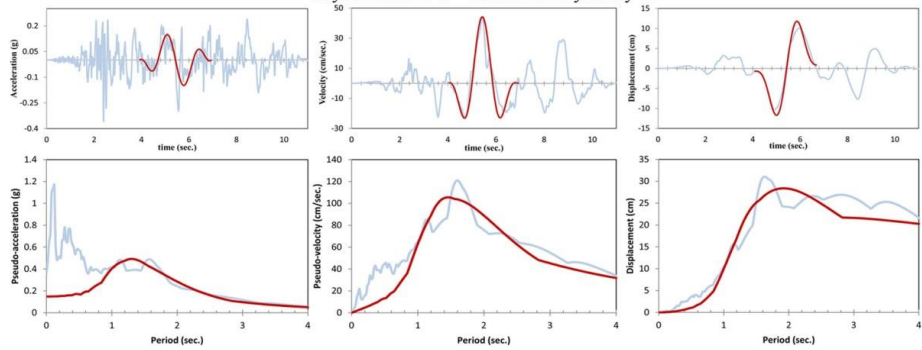 0.2
0.05
-0.1
-0.25
-0.4
Acceleration (g)
0 2 4 6 8 10
time (sec.)
50
30
10
-10
-30
Velocity (cm/sec.)
0 2 4 6 8 10
time (sec.)
15
10
5
0
-5
-10
-15
Displacement (cm)
0 2 4 6 8 10
time (sec.)
1.4
1.2
1
0.8
0.6
0.4
0.2
0
Pseudo-acceleration (g)
0 1 2 3 4
Period (sec.)
140
120
100
80
60
40
20
0
Pseudo-velocity (cm/sec.)
0 1 2 3 4
Period (sec.)
35
30
25
20
15
10
5
0
Displacement (cm)
0 1 2 3 4
Period (sec.)